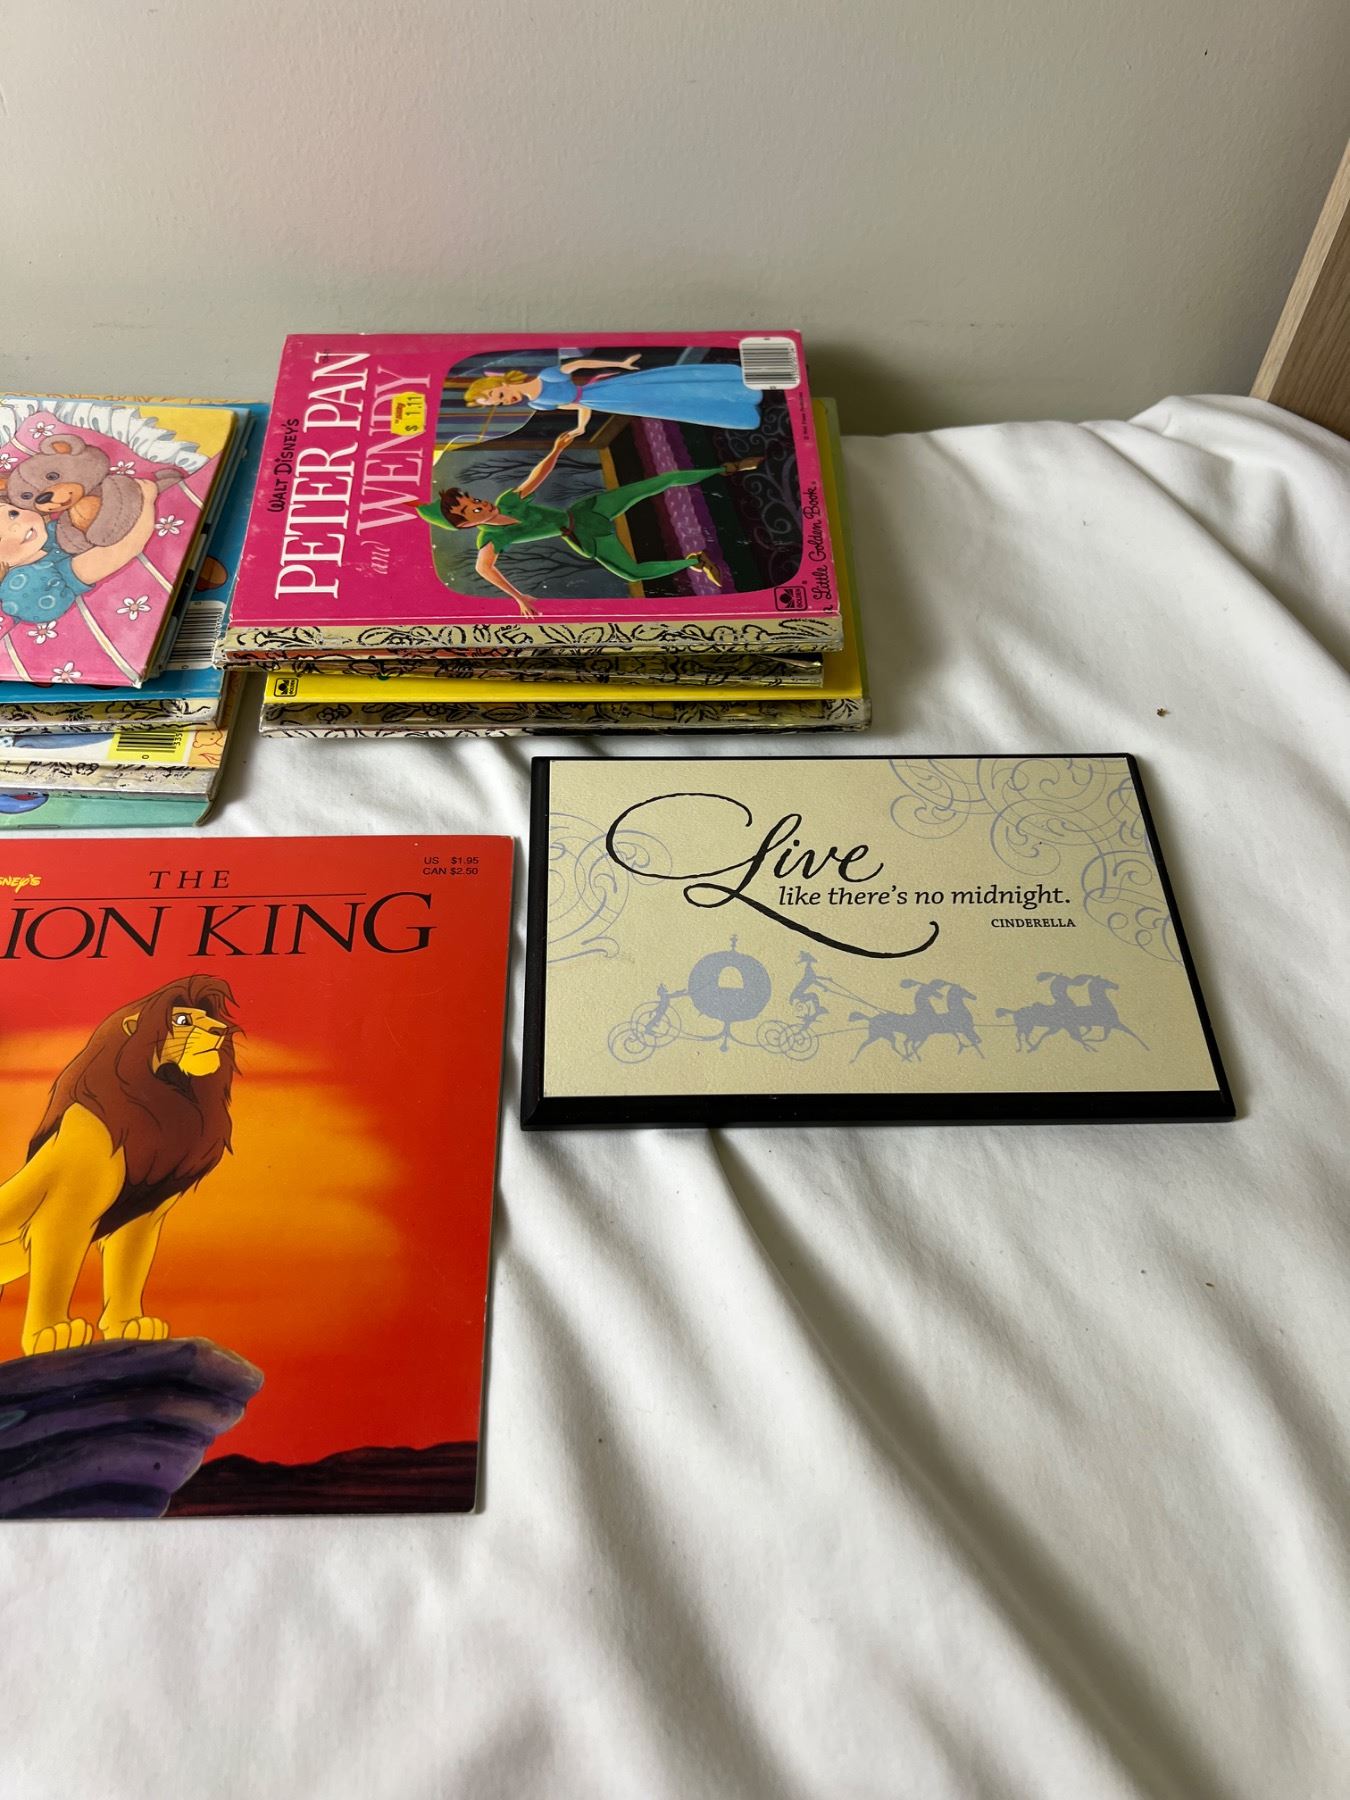 WALT DISNEY'S
PETER PAN
and WENDY
$ 1.11
a Little Golden Book®
GOLDEN
THE
ION KING
US $1.95
CAN $2.50
Live
like there's no midnight.
CINDERELLA